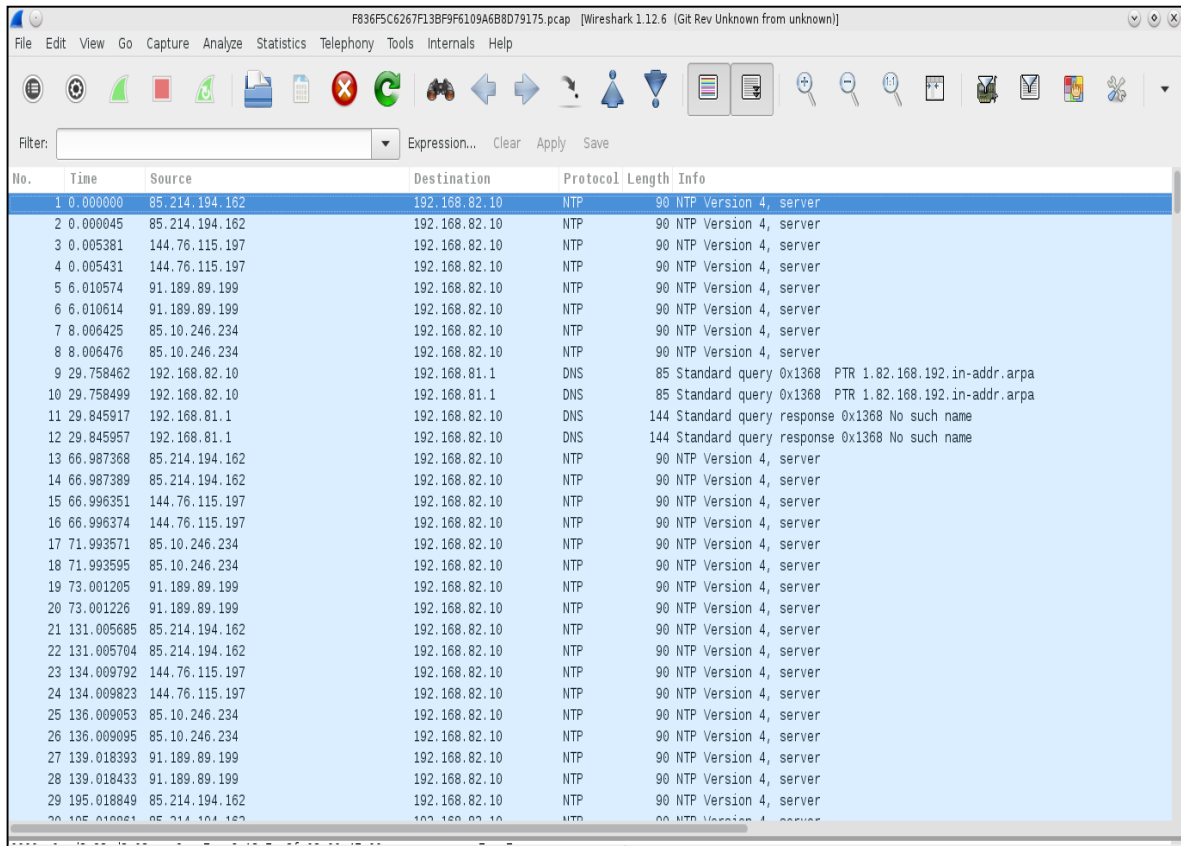 F836F5C6267F13BF9F6109A6B8D79175.pcap [Wireshark 1.12.6 (Git Rev Unknown from unknown)]
File Edit View Go Capture Analyze Statistics Telephony Tools Internals Help
Filter: Expression... Clear Apply Save
No. Time Source Destination Protocol Length Info
1 0.000000 85.214.194.162 192.168.82.10 NTP 90 NTP Version 4, server
2 0.000045 85.214.194.162 192.168.82.10 NTP 90 NTP Version 4, server
3 0.005381 144.76.115.197 192.168.82.10 NTP 90 NTP Version 4, server
4 0.005431 144.76.115.197 192.168.82.10 NTP 90 NTP Version 4, server
5 6.010574 91.189.89.199 192.168.82.10 NTP 90 NTP Version 4, server
6 6.010614 91.189.89.199 192.168.82.10 NTP 90 NTP Version 4, server
7 8.006425 85.10.246.234 192.168.82.10 NTP 90 NTP Version 4, server
8 8.006476 85.10.246.234 192.168.82.10 NTP 90 NTP Version 4, server
9 29.758462 192.168.82.10 192.168.81.1 DNS 85 Standard query 0x1368 PTR 1.82.168.192.in-addr.arpa
10 29.758499 192.168.82.10 192.168.81.1 DNS 85 Standard query 0x1368 PTR 1.82.168.192.in-addr.arpa
11 29.845917 192.168.81.1 192.168.82.10 DNS 144 Standard query response 0x1368 No such name
12 29.845957 192.168.81.1 192.168.82.10 DNS 144 Standard query response 0x1368 No such name
13 66.987368 85.214.194.162 192.168.82.10 NTP 90 NTP Version 4, server
14 66.987389 85.214.194.162 192.168.82.10 NTP 90 NTP Version 4, server
15 66.996351 144.76.115.197 192.168.82.10 NTP 90 NTP Version 4, server
16 66.996374 144.76.115.197 192.168.82.10 NTP 90 NTP Version 4, server
17 71.993571 85.10.246.234 192.168.82.10 NTP 90 NTP Version 4, server
18 71.993595 85.10.246.234 192.168.82.10 NTP 90 NTP Version 4, server
19 73.001205 91.189.89.199 192.168.82.10 NTP 90 NTP Version 4, server
20 73.001226 91.189.89.199 192.168.82.10 NTP 90 NTP Version 4, server
21 131.005685 85.214.194.162 192.168.82.10 NTP 90 NTP Version 4, server
22 131.005704 85.214.194.162 192.168.82.10 NTP 90 NTP Version 4, server
23 134.009792 144.76.115.197 192.168.82.10 NTP 90 NTP Version 4, server
24 134.009823 144.76.115.197 192.168.82.10 NTP 90 NTP Version 4, server
25 136.009053 85.10.246.234 192.168.82.10 NTP 90 NTP Version 4, server
26 136.009095 85.10.246.234 192.168.82.10 NTP 90 NTP Version 4, server
27 139.018393 91.189.89.199 192.168.82.10 NTP 90 NTP Version 4, server
28 139.018433 91.189.89.199 192.168.82.10 NTP 90 NTP Version 4, server
29 195.018849 85.214.194.162 192.168.82.10 NTP 90 NTP Version 4, server
30 195.018861 85.214.194.162 192.168.82.10 NTP 90 NTP Version 4, server